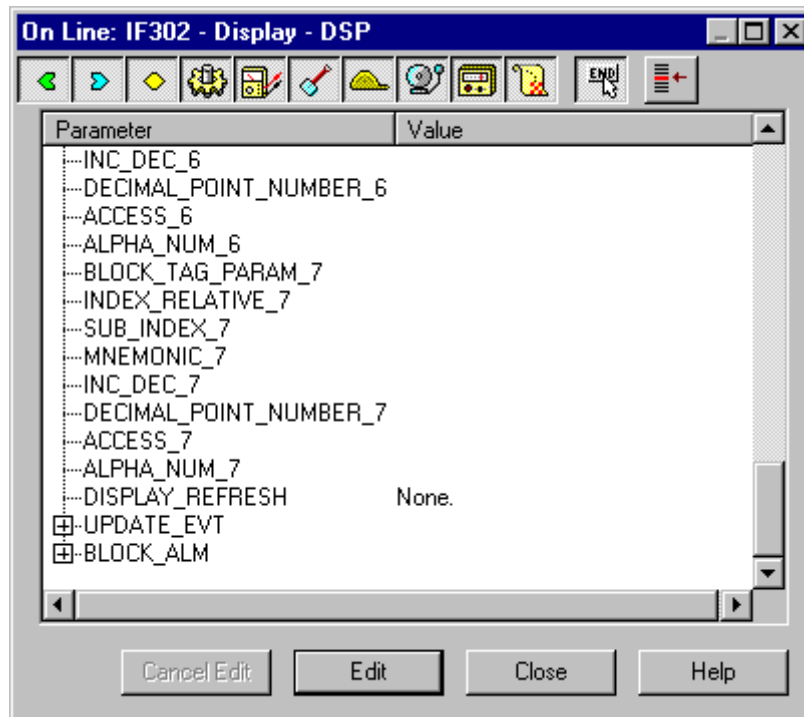 On Line: IF302 - Display - DSP
END
Parameter Value
INC_DEC_6
DECIMAL_POINT_NUMBER_6
ACCESS_6
ALPHA_NUM_6
BLOCK_TAG_PARAM_7
INDEX_RELATIVE_7
SUB_INDEX_7
MNEMONIC_7
INC_DEC_7
DECIMAL_POINT_NUMBER_7
ACCESS_7
ALPHA_NUM_7
DISPLAY_REFRESH None.
UPDATE_EVT
BLOCK_ALM
Cancel Edit Edit Close Help